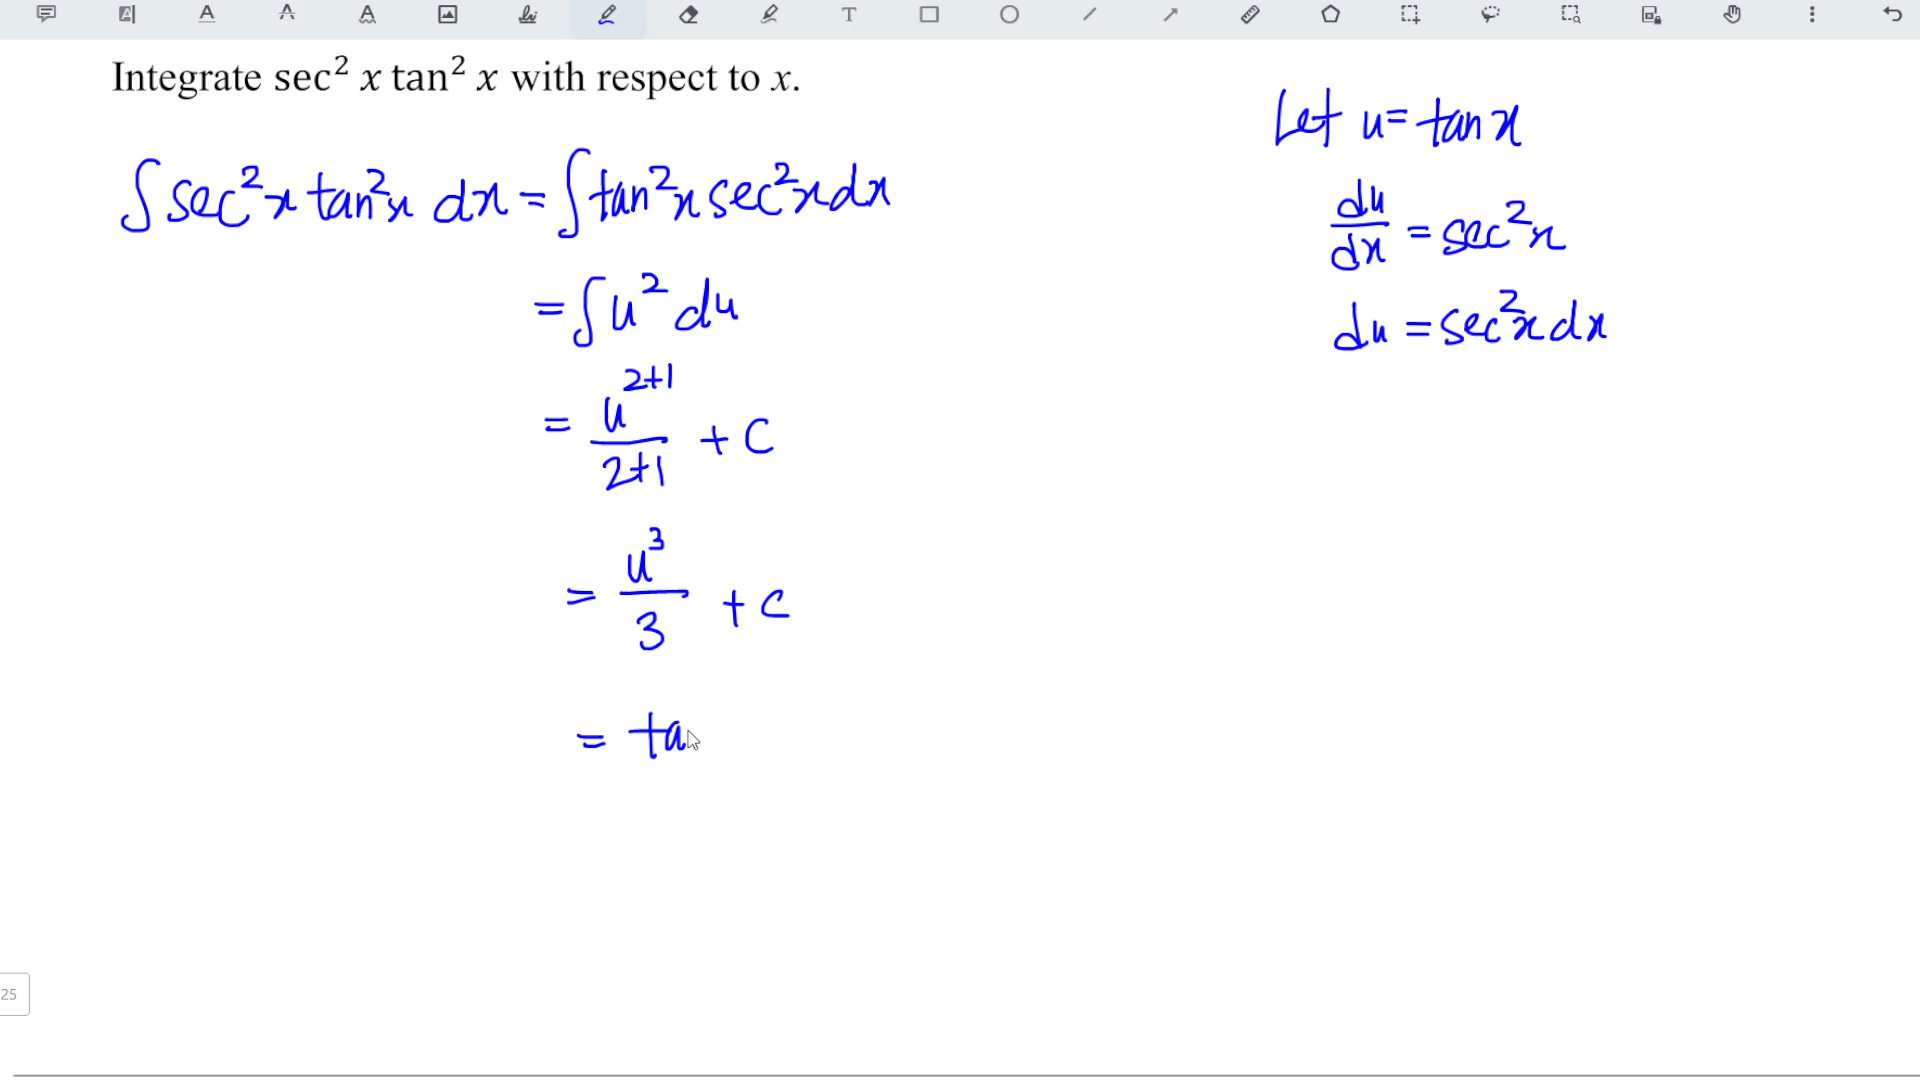 Integrate sec² x tan² x with respect to x.
Let u = tan x
∫ sec²x tan²x dx = ∫ tan²x sec²x dx
du/dx = sec²x
= ∫ u² du
du = sec²x dx
= u^(2+1)/(2+1) + C
= u³/3 + C
= ta
25